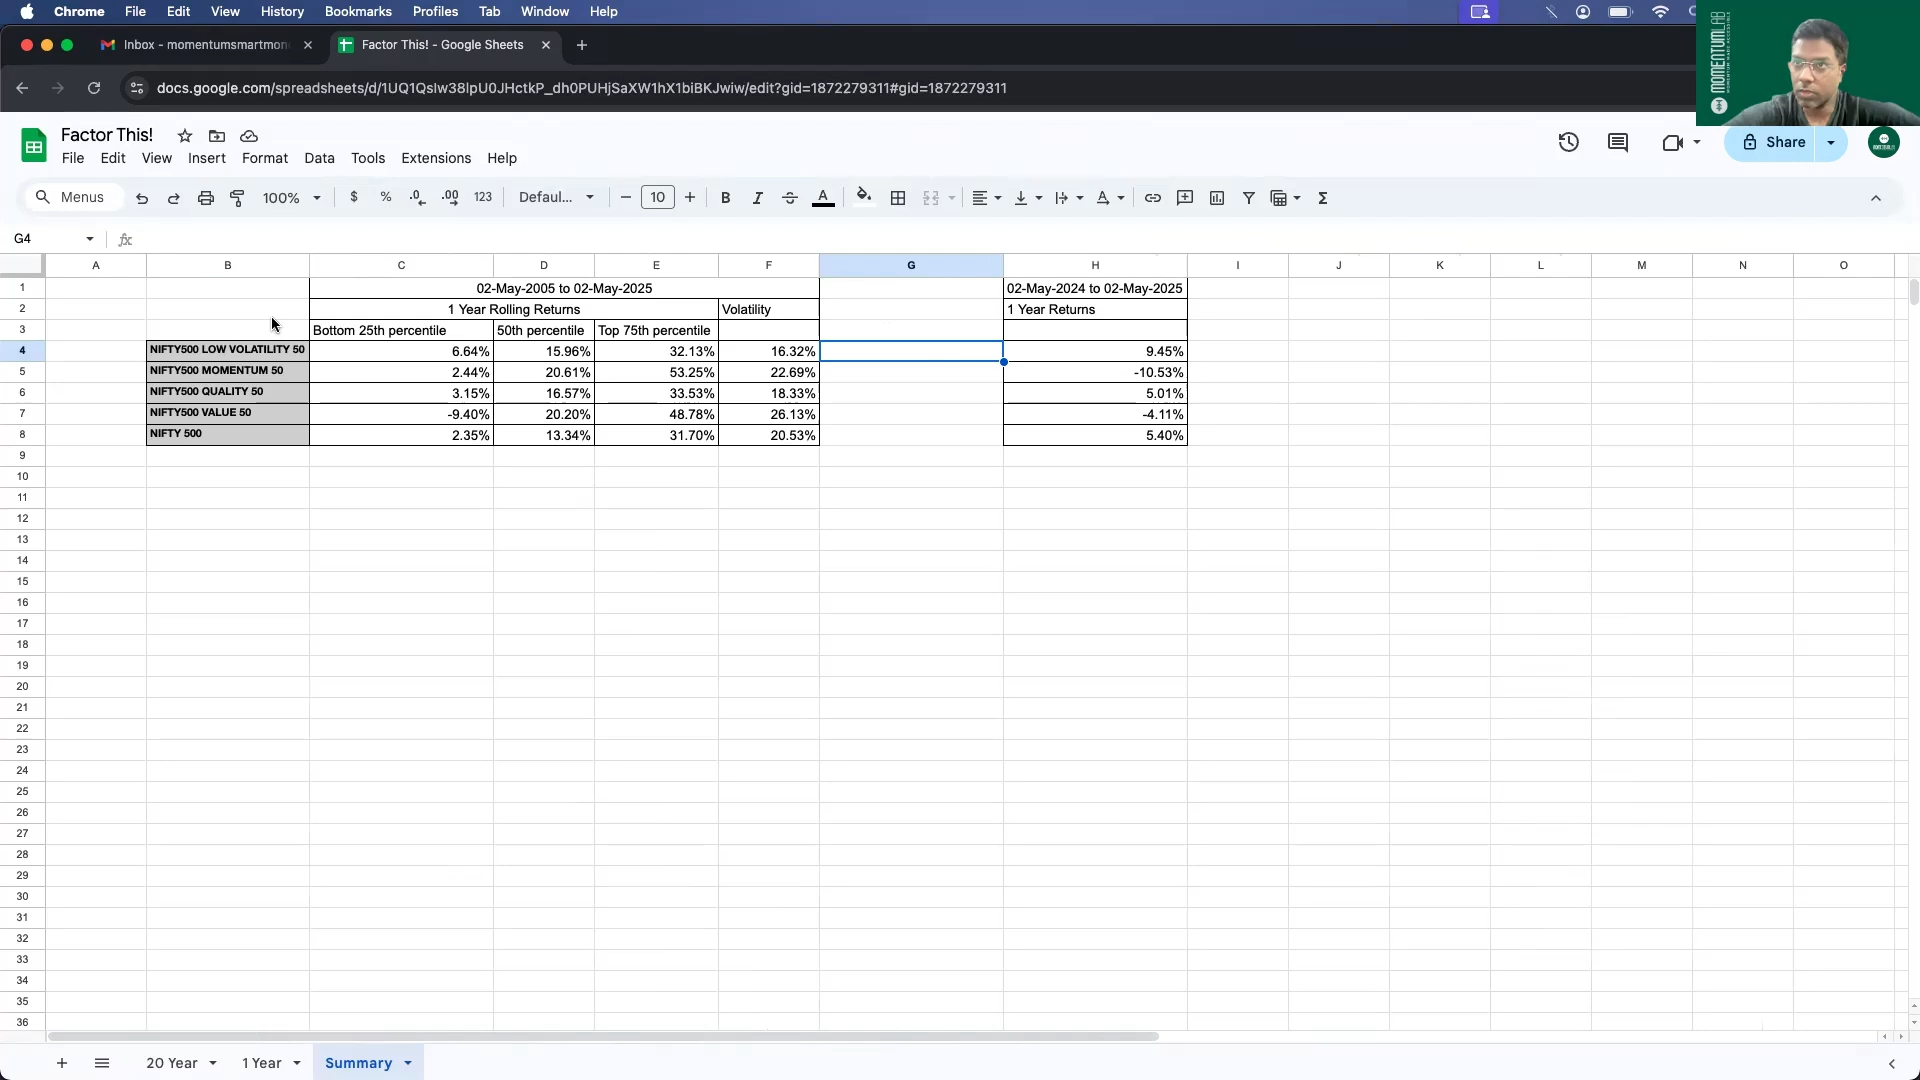 Chrome File Edit View History Bookmarks Profiles Tab Window Help
Inbox - momentumsmartmon
Factor This! - Google Sheets
docs.google.com/spreadsheets/d/1UQ1Qslw38lpU0JHctkP_dh0PUHjSaXW1hX1biBKJwiw/edit?gid=1872279311#gid=1872279311
MOMENTUMLAB
Factor This!
File Edit View Insert Format Data Tools Extensions Help
Share
Menus 100% $ % .0 .00 123 Defaul... 10 B I A
G4 fx
A B C D E F G H I J K L M N O
1 02-May-2005 to 02-May-2025 02-May-2024 to 02-May-2025
2 1 Year Rolling Returns Volatility 1 Year Returns
3 Bottom 25th percentile 50th percentile Top 75th percentile
4 NIFTY500 LOW VOLATILITY 50 6.64% 15.96% 32.13% 16.32% 9.45%
5 NIFTY500 MOMENTUM 50 2.44% 20.61% 53.25% 22.69% -10.53%
6 NIFTY500 QUALITY 50 3.15% 16.57% 33.53% 18.33% 5.01%
7 NIFTY500 VALUE 50 -9.40% 20.20% 48.78% 26.13% -4.11%
8 NIFTY 500 2.35% 13.34% 31.70% 20.53% 5.40%
9
10
11
12
13
14
15
16
17
18
19
20
21
22
23
24
25
26
27
28
29
30
31
32
33
34
35
36
20 Year 1 Year Summary